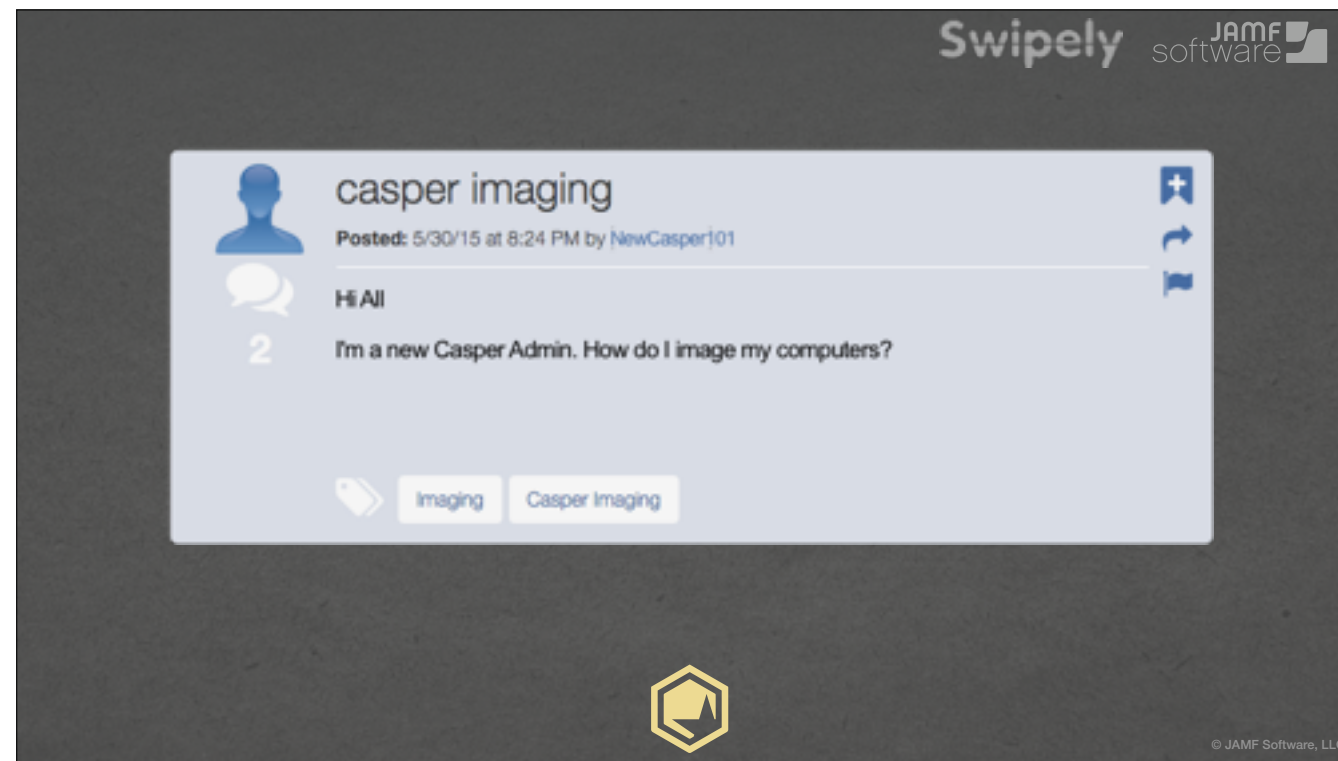 Swipely JAMF software
casper imaging
Posted: 5/30/15 at 8:24 PM by NewCasper101
Hi All
2
I'm a new Casper Admin. How do I image my computers?
Imaging Casper Imaging
© JAMF Software, LLC